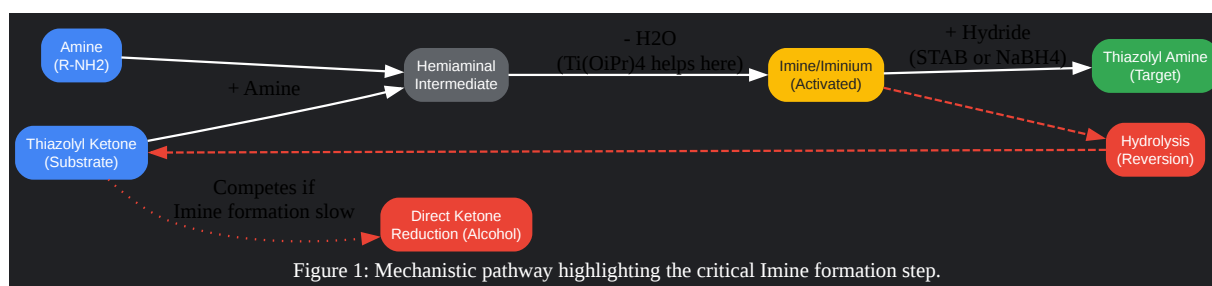 Amine
(R-NH2)
+ Amine
Thiazolyl Ketone
(Substrate)
Hemiaminal
Intermediate
- H2O
(Ti(OiPr)4 helps here)
Imine/Iminium
(Activated)
+ Hydride
(STAB or NaBH4)
Thiazolyl Amine
(Target)
Hydrolysis
(Reversion)
Competes if
Imine formation slow
Direct Ketone
Reduction (Alcohol)
Figure 1: Mechanistic pathway highlighting the critical Imine formation step.